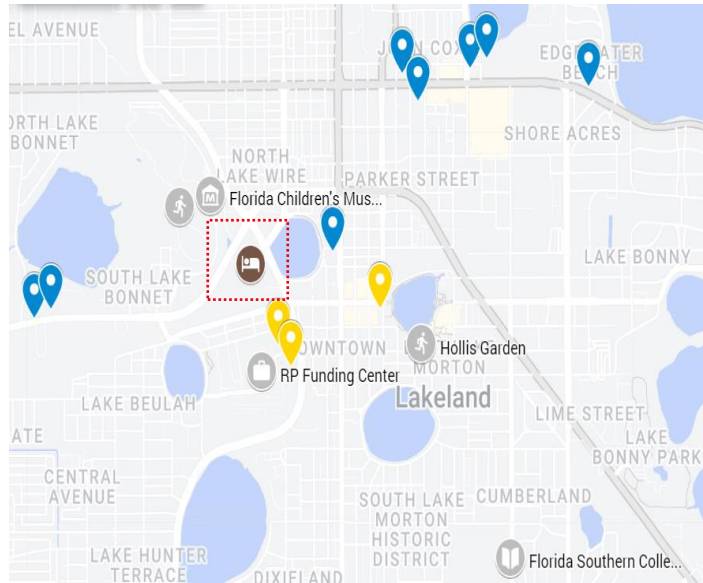 EL AVENUE
JOHN COX
EDGEWATER
BEACH
ORTH LAKE
BONNET
SHORE ACRES
NORTH
LAKE WIRE
PARKER STREET
M
Florida Children's Mus...
LAKE BONNY
SOUTH LAKE
BONNET
OWNTOWN
MORTON
Hollis Garden
RP Funding Center
Lakeland
LAKE BEULAH
LIME STREET
ATE
LAKE
BONNY PARK
CENTRAL
AVENUE
SOUTH LAKE
MORTON
HISTORIC
DISTRICT
CUMBERLAND
LAKE HUNTER
TERRACE
DIXIELAND
Florida Southern Colle...